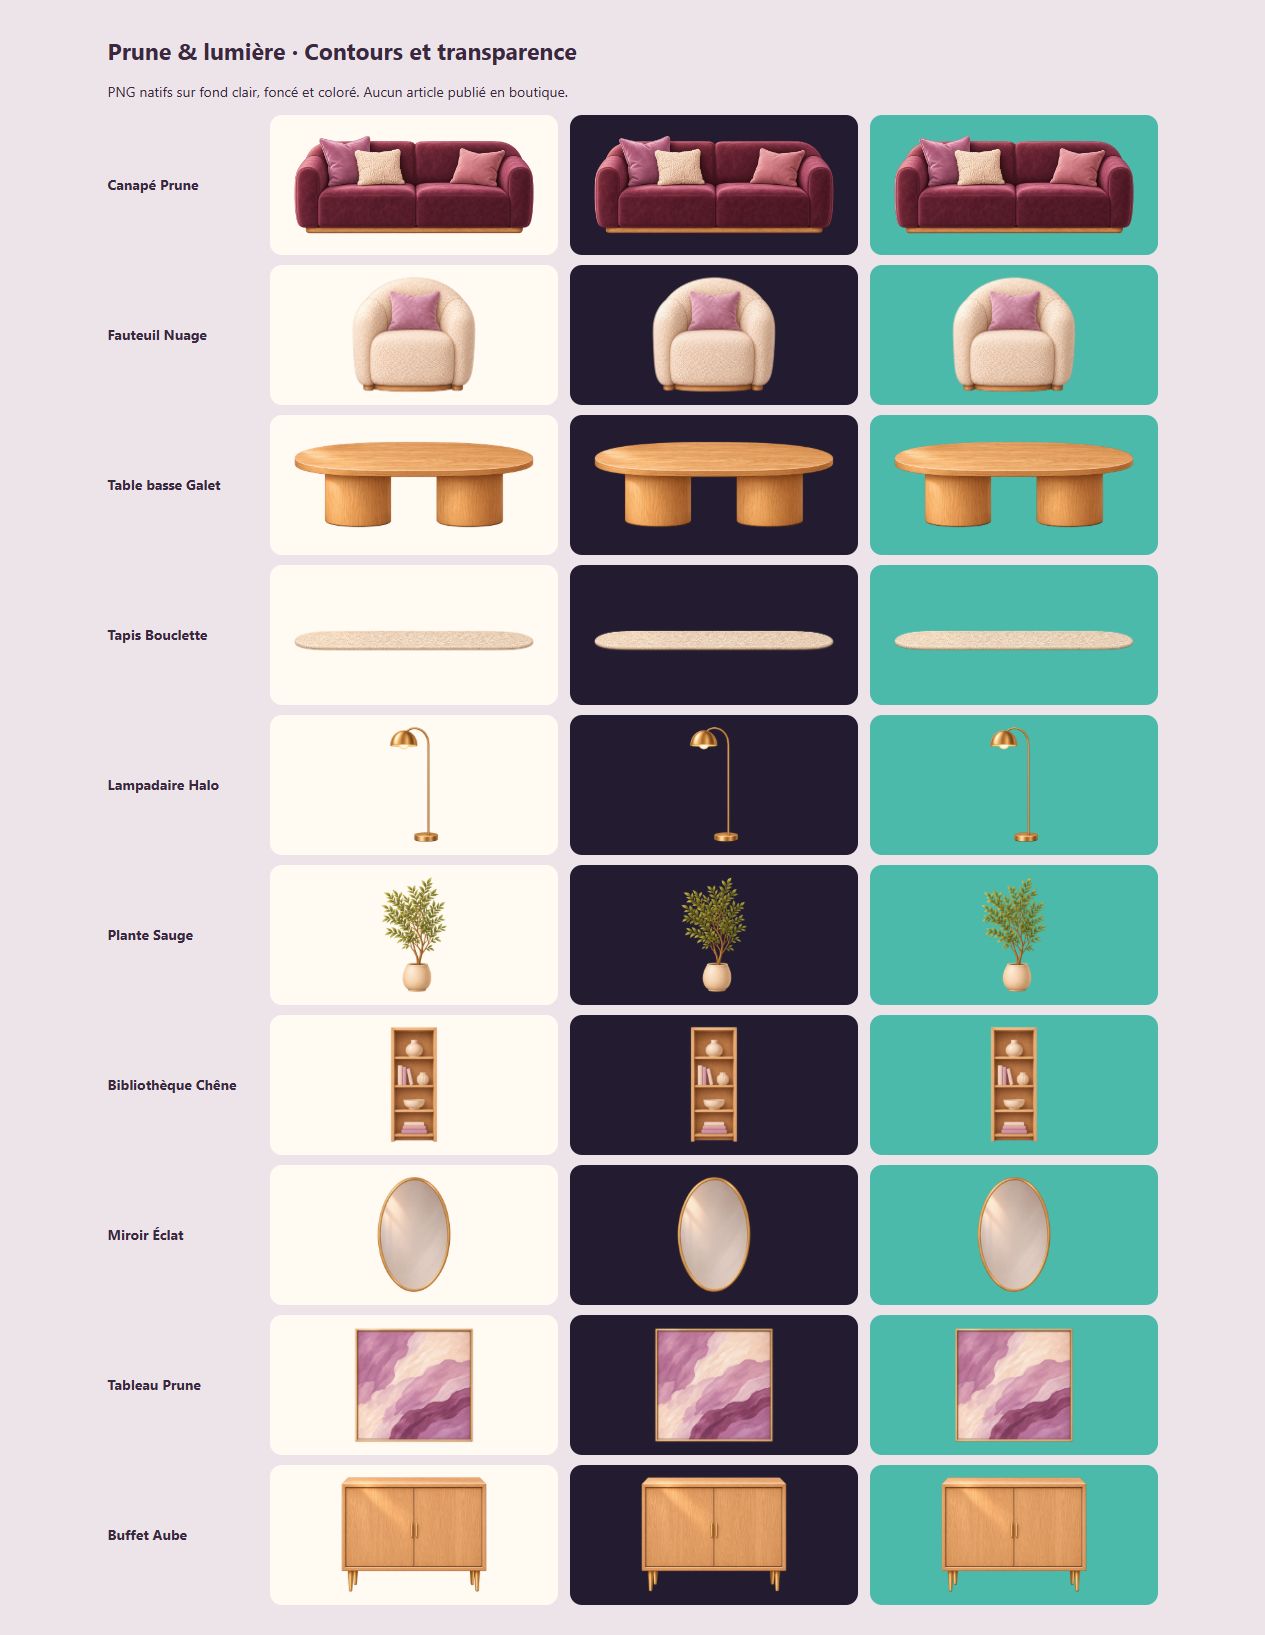 Prune & lumière · Contours et transparence
PNG natifs sur fond clair, foncé et coloré. Aucun article publié en boutique.
Canapé Prune
Fauteuil Nuage
Table basse Galet
Tapis Bouclette
Lampadaire Halo
Plante Sauge
Bibliothèque Chêne
Miroir Éclat
Tableau Prune
Buffet Aube